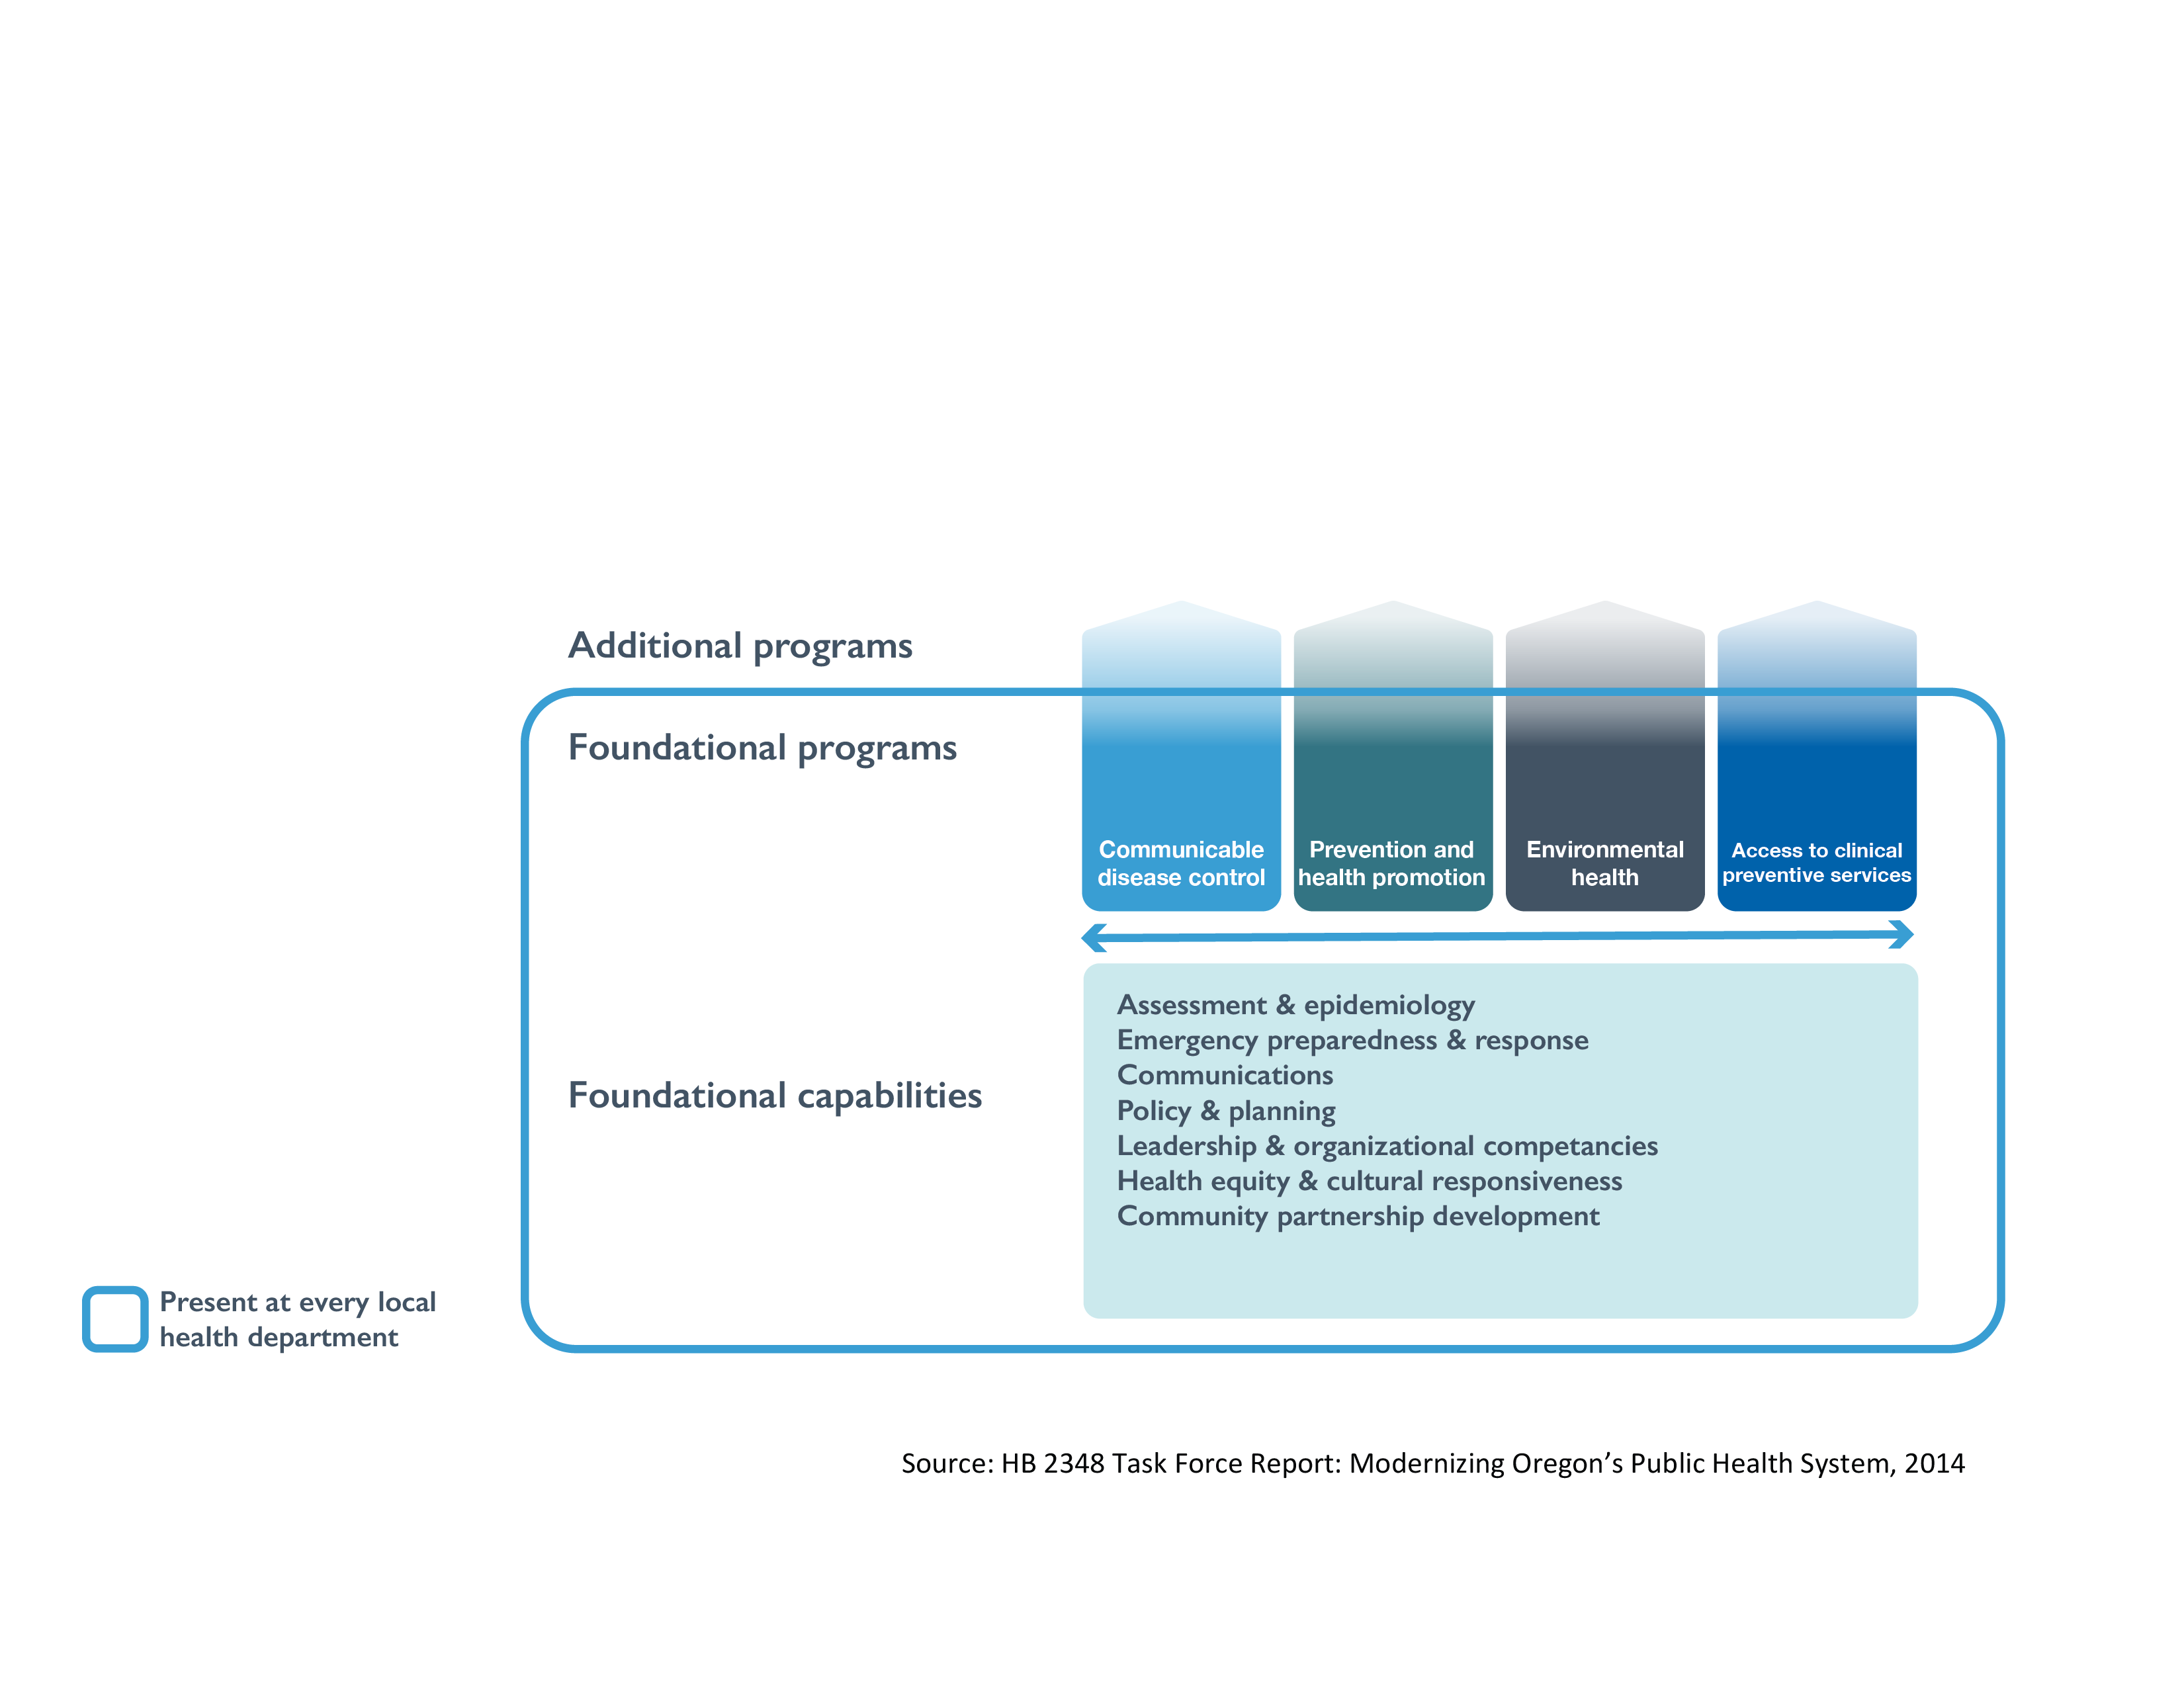 Additional programs
Foundational programs
Communicable
disease control
Prevention and
health promotion
Environmental
health
Access to clinical
preventive services
Foundational capabilities
Assessment & epidemiology
Emergency preparedness & response
Communications
Policy & planning
Leadership & organizational competancies
Health equity & cultural responsiveness
Community partnership development
Present at every local
health department
Source: HB 2348 Task Force Report: Modernizing Oregon’s Public Health System, 2014